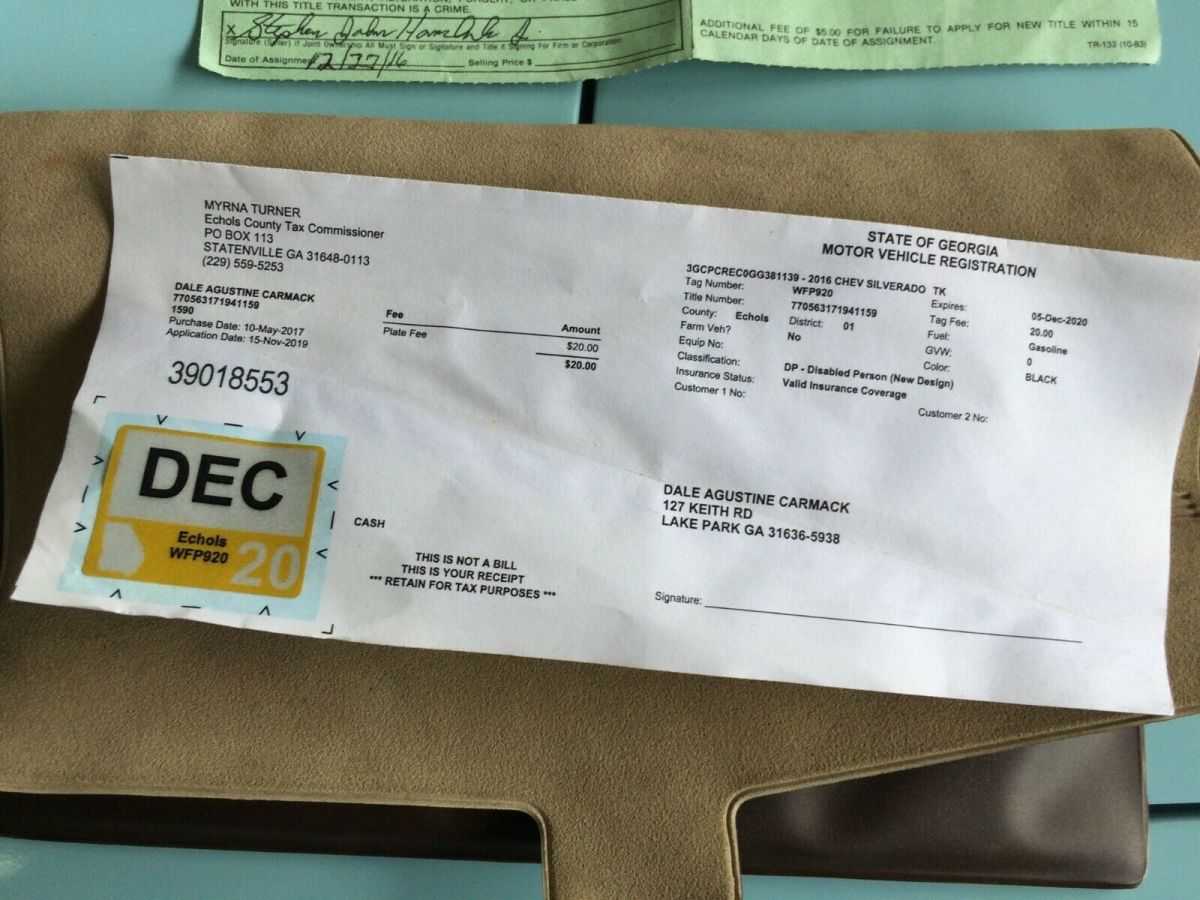 WITH THIS TITLE TRANSACTION IS A CRIME.
X Stephen John
Signature (Seller) If Joint Ownership All Must Sign or Signature and Title if Signing For Firm or Corporation
Date of Assignment 12/27/16 Selling Price $
ADDITIONAL FEE OF $5.00 FOR FAILURE TO APPLY FOR NEW TITLE WITHIN 15
CALENDAR DAYS OF DATE OF ASSIGNMENT.
TR-133 (10-83)
MYRNA TURNER
Echols County Tax Commissioner
PO BOX 113
STATENVILLE GA 31648-0113
(229) 559-5253
DALE AGUSTINE CARMACK
770563171941159
1590
Purchase Date: 10-May-2017
Application Date: 15-Nov-2019
39018553
Fee Amount
Plate Fee $20.00
$20.00
STATE OF GEORGIA
MOTOR VEHICLE REGISTRATION
3GCPCREC0GG381139 - 2016 CHEV SILVERADO TK
Tag Number: WFP920 Expires: 05-Dec-2020
Title Number: 770563171941159 Tag Fee: 20.00
County: Echols District: 01 Fuel: Gasoline
Farm Veh? No GVW: 0
Equip No: Color: BLACK
Classification: DP - Disabled Person (New Design)
Insurance Status: Valid Insurance Coverage
Customer 1 No: Customer 2 No:
DEC
Echols
WFP920
20
CASH
THIS IS NOT A BILL
THIS IS YOUR RECEIPT
*** RETAIN FOR TAX PURPOSES ***
DALE AGUSTINE CARMACK
127 KEITH RD
LAKE PARK GA 31636-5938
Signature: